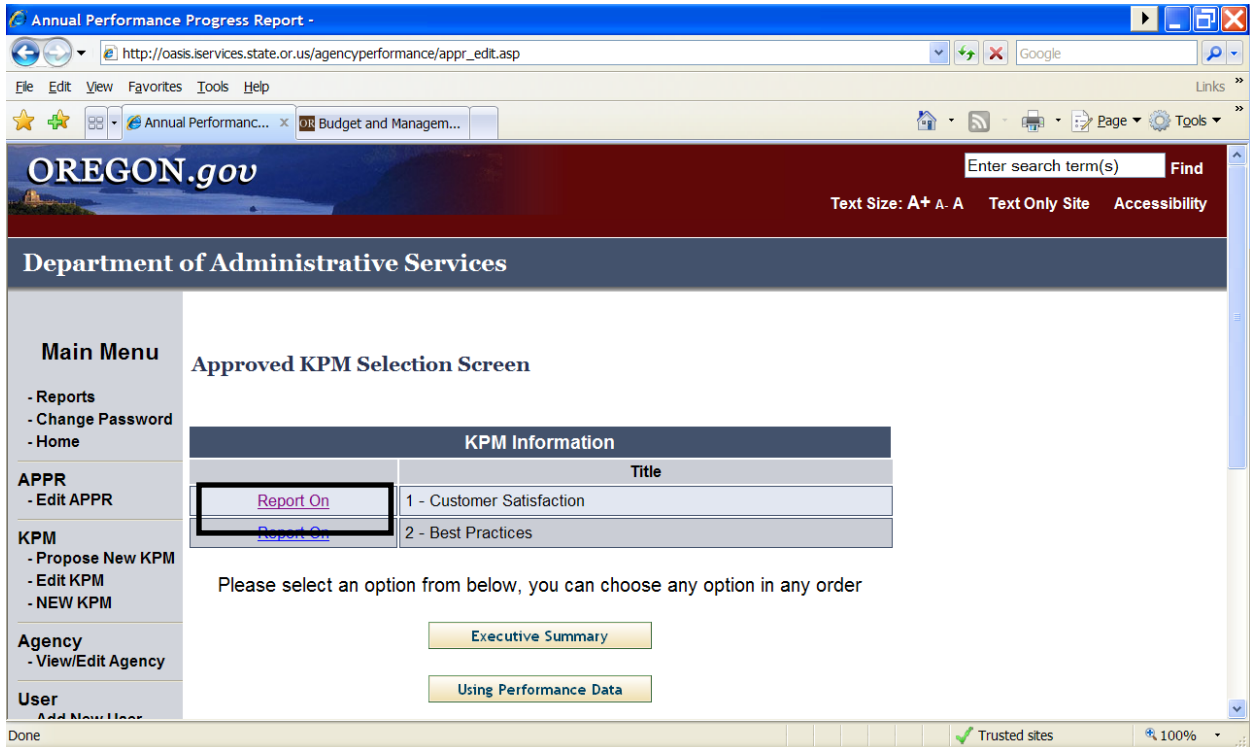 Annual Performance Progress Report -
http://oasis.iservices.state.or.us/agencyperformance/appr_edit.asp
Google
File Edit View Favorites Tools Help
Links »
Annual Performanc... x OR Budget and Managem...
Page Tools »
OREGON.gov
Enter search term(s) Find
Text Size: A+ A- A Text Only Site Accessibility
Department of Administrative Services
Main Menu
- Reports
- Change Password
- Home
APPR
- Edit APPR
KPM
- Propose New KPM
- Edit KPM
- NEW KPM
Agency
- View/Edit Agency
User
- Add New User
Approved KPM Selection Screen
KPM Information
Title
Report On 1 - Customer Satisfaction
Report On 2 - Best Practices
Please select an option from below, you can choose any option in any order
Executive Summary
Using Performance Data
Done Trusted sites 100%